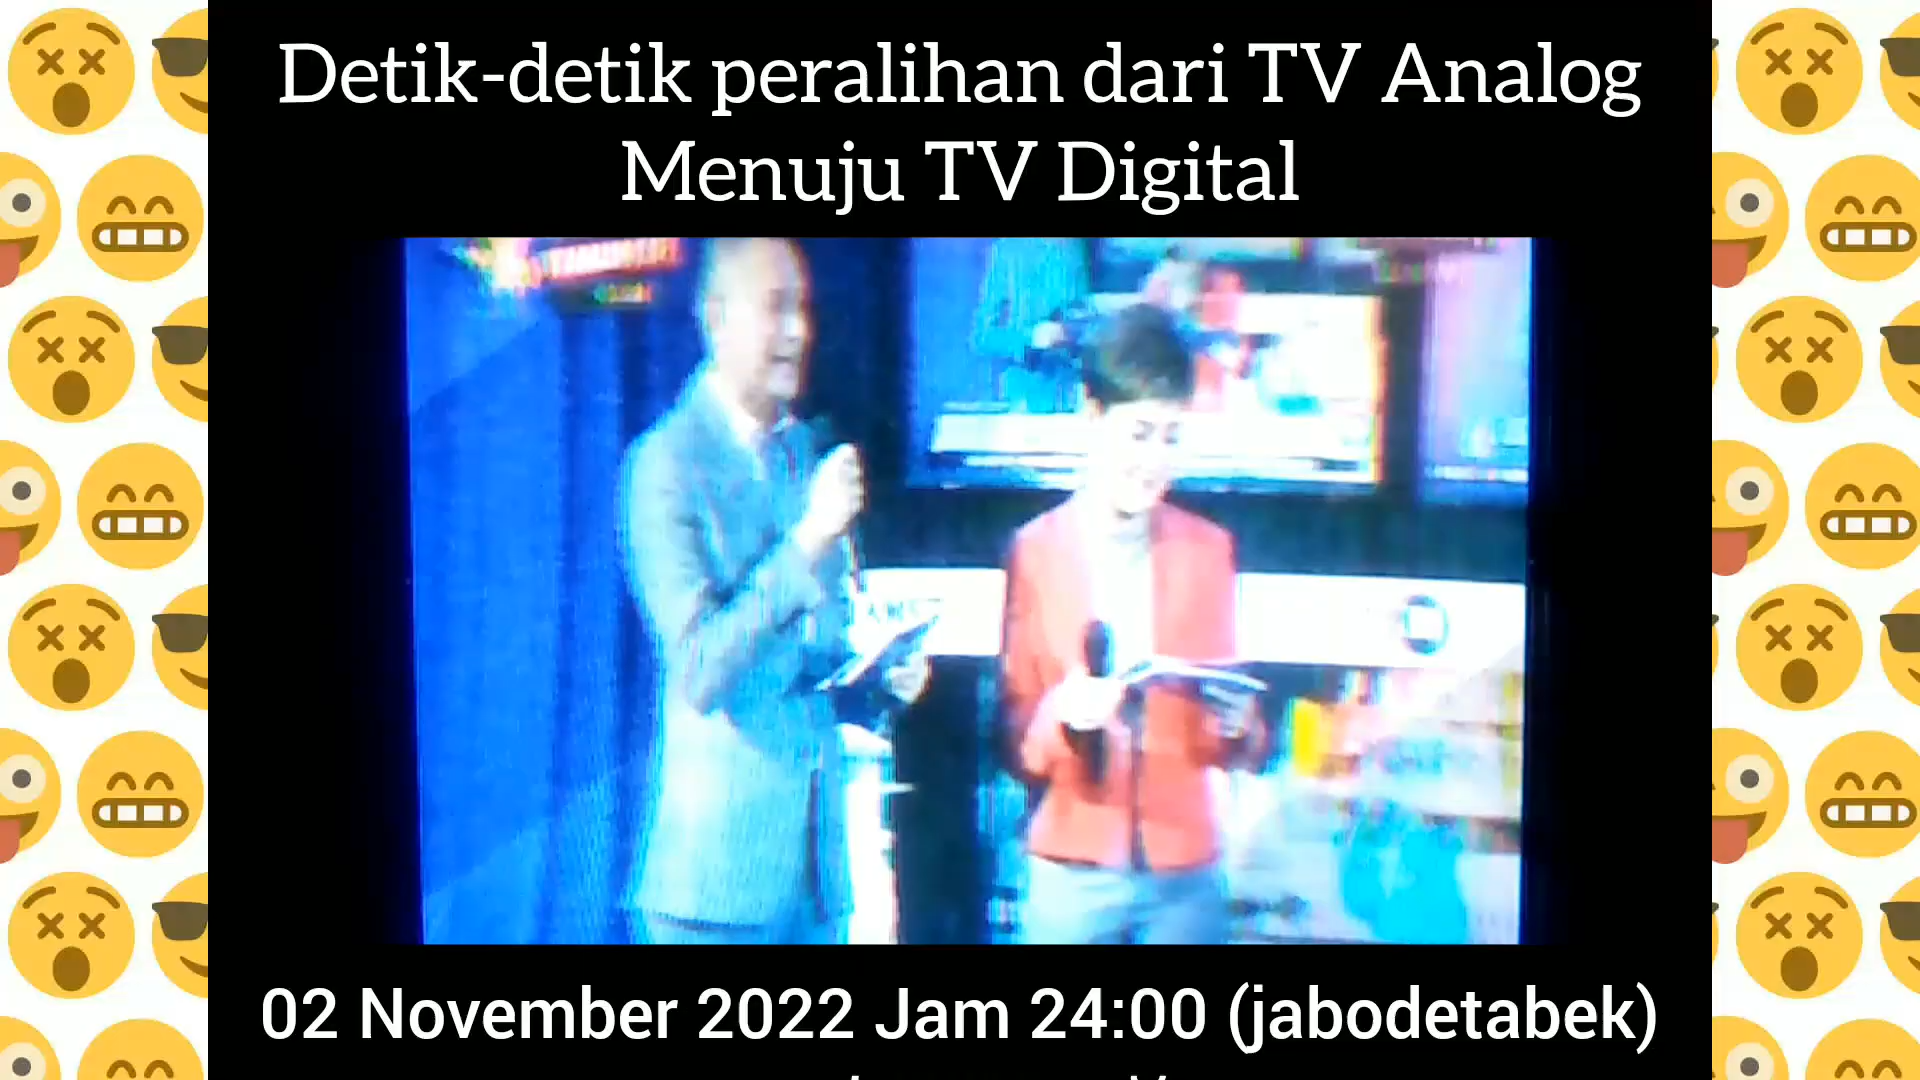 Detik-detik peralihan dari TV Analog
Menuju TV Digital
02 November 2022 Jam 24:00 (jabodetabek)